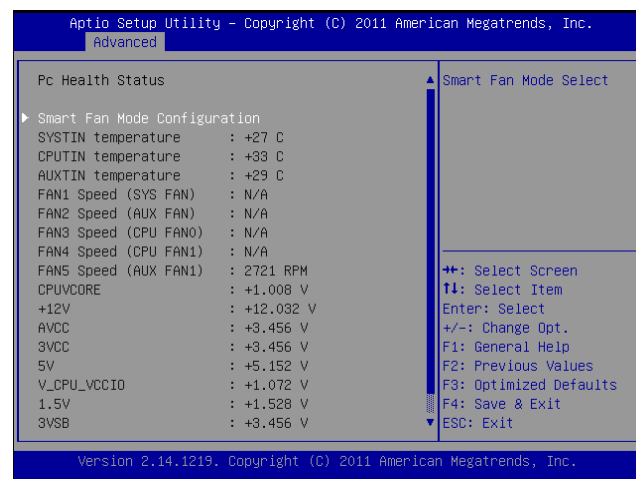 Aptio Setup Utility – Copyright (C) 2011 American Megatrends, Inc.
Advanced
Pc Health Status
Smart Fan Mode Configuration
SYSTIN temperature : +27 C
CPUTIN temperature : +33 C
AUXTIN temperature : +29 C
FAN1 Speed (SYS FAN) : N/A
FAN2 Speed (AUX FAN) : N/A
FAN3 Speed (CPU FAN0) : N/A
FAN4 Speed (CPU FAN1) : N/A
FAN5 Speed (AUX FAN1) : 2721 RPM
CPUVCORE : +1.008 V
+12V : +12.032 V
AVCC : +3.456 V
3VCC : +3.456 V
5V : +5.152 V
V_CPU_VCCIO : +1.072 V
1.5V : +1.528 V
3VSB : +3.456 V
Smart Fan Mode Select
→←: Select Screen
↑↓: Select Item
Enter: Select
+/-: Change Opt.
F1: General Help
F2: Previous Values
F3: Optimized Defaults
F4: Save & Exit
ESC: Exit
Version 2.14.1219. Copyright (C) 2011 American Megatrends, Inc.